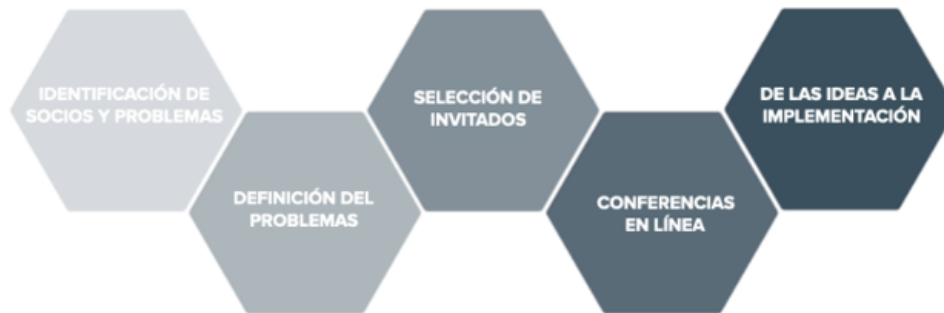 IDENTIFICACIÓN DE
SOCIOS Y PROBLEMAS
DEFINICIÓN DEL
PROBLEMAS
SELECCIÓN DE
INVITADOS
CONFERENCIAS
EN LÍNEA
DE LAS IDEAS A LA
IMPLEMENTACIÓN